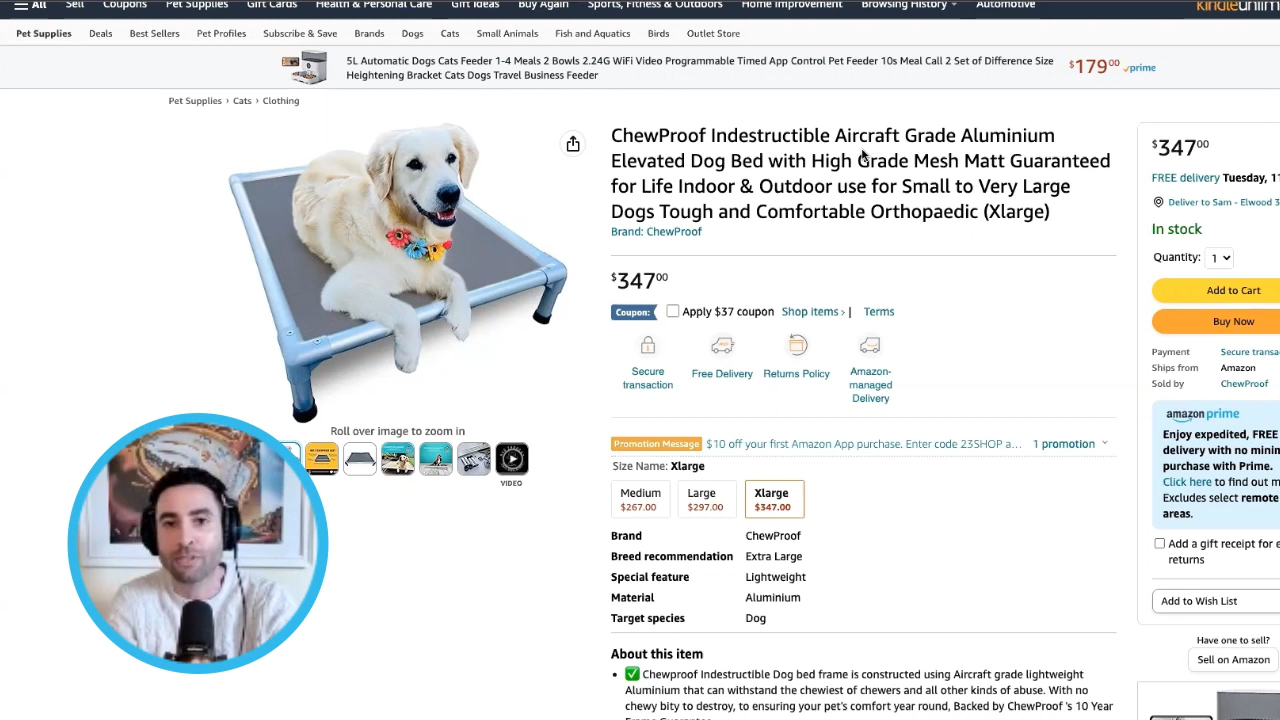 All
Sell
Coupons
Pet Supplies
Gift Cards
Health & Personal Care
Gift Ideas
Buy Again
Sports, Fitness & Outdoors
Home Improvement
Browsing History
Automotive
Pet Supplies
Deals
Best Sellers
Pet Profiles
Subscribe & Save
Brands
Dogs
Cats
Small Animals
Fish and Aquatics
Birds
Outlet Store
5L Automatic Dogs Cats Feeder 1-4 Meals 2 Bowls 2.24G WiFi Video Programmable Timed App Control Pet Feeder 10s Meal Call 2 Set of Difference Size
Heightening Bracket Cats Dogs Travel Business Feeder
$17900 prime
Pet Supplies › Cats › Clothing
ChewProof Indestructible Aircraft Grade Aluminium
Elevated Dog Bed with High Grade Mesh Matt Guaranteed
for Life Indoor & Outdoor use for Small to Very Large
Dogs Tough and Comfortable Orthopaedic (Xlarge)
Brand: ChewProof
$34700
Coupon: Apply $37 coupon Shop items › | Terms
Secure
transaction
Free Delivery
Returns Policy
Amazon-
managed
Delivery
Roll over image to zoom in
VIDEO
Promotion Message $10 off your first Amazon App purchase. Enter code 23SHOP a... 1 promotion
Size Name: Xlarge
Medium
$267.00
Large
$297.00
Xlarge
$347.00
Brand ChewProof
Breed recommendation Extra Large
Special feature Lightweight
Material Aluminium
Target species Dog
About this item
• ✅ Chewproof Indestructible Dog bed frame is constructed using Aircraft grade lightweight
Aluminium that can withstand the chewiest of chewers and all other kinds of abuse. With no
chewy bits to destroy, to ensuring your pet's comfort year round, Backed by ChewProof 's 10 Year
$34700
FREE delivery Tuesday, 11
Deliver to Sam - Elwood 3
In stock
Quantity: 1
Add to Cart
Buy Now
Payment Secure transa
Ships from Amazon
Sold by ChewProof
amazon prime
Enjoy expedited, FREE
delivery with no minim
purchase with Prime.
Click here to find out m
Excludes select remote
areas.
Add a gift receipt for e
returns
Add to Wish List
Have one to sell?
Sell on Amazon